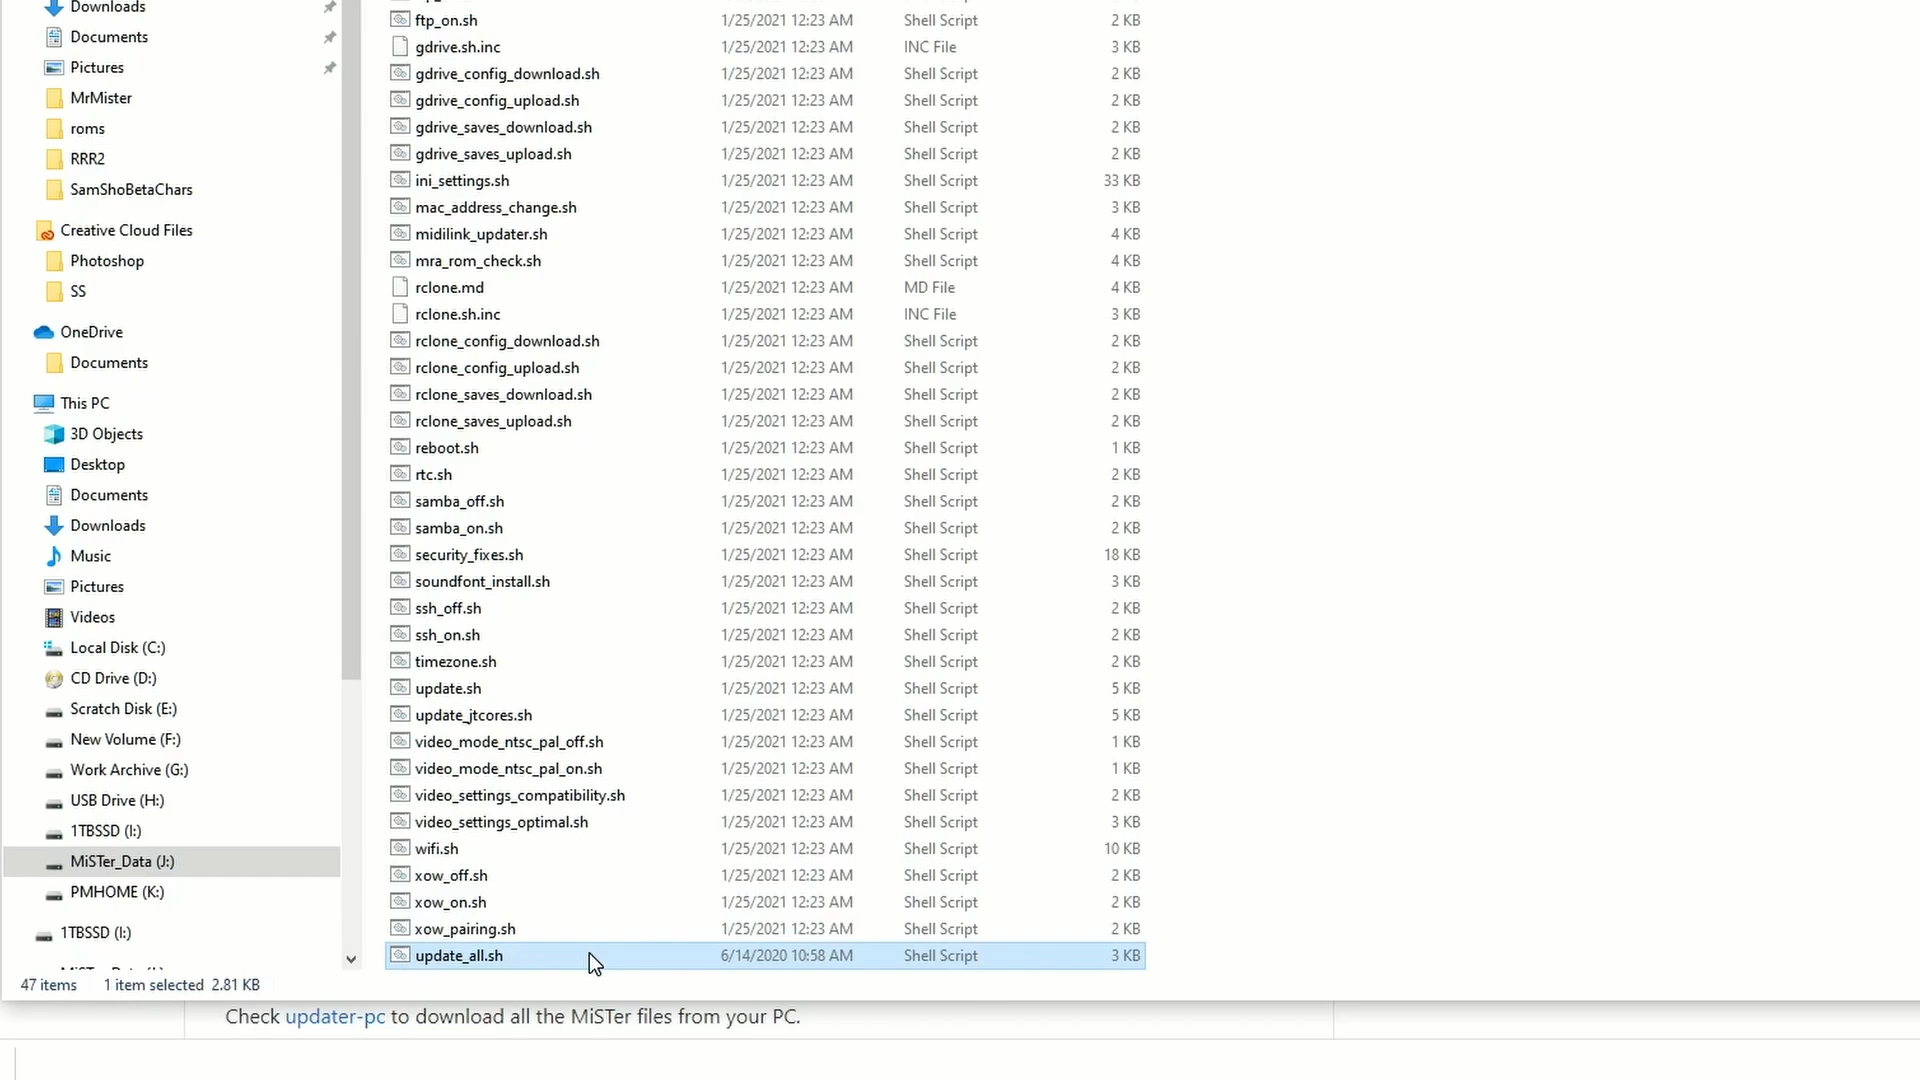 Downloads
Documents
Pictures
MrMister
roms
RRR2
SamShoBetaChars
Creative Cloud Files
Photoshop
SS
OneDrive
Documents
This PC
3D Objects
Desktop
Documents
Downloads
Music
Pictures
Videos
Local Disk (C:)
CD Drive (D:)
Scratch Disk (E:)
New Volume (F:)
Work Archive (G:)
USB Drive (H:)
1TBSSD (I:)
MiSTer_Data (J:)
PMHOME (K:)
1TBSSD (I:)
ftp_on.sh 1/25/2021 12:23 AM Shell Script 2 KB
gdrive.sh.inc 1/25/2021 12:23 AM INC File 3 KB
gdrive_config_download.sh 1/25/2021 12:23 AM Shell Script 2 KB
gdrive_config_upload.sh 1/25/2021 12:23 AM Shell Script 2 KB
gdrive_saves_download.sh 1/25/2021 12:23 AM Shell Script 2 KB
gdrive_saves_upload.sh 1/25/2021 12:23 AM Shell Script 2 KB
ini_settings.sh 1/25/2021 12:23 AM Shell Script 33 KB
mac_address_change.sh 1/25/2021 12:23 AM Shell Script 3 KB
midilink_updater.sh 1/25/2021 12:23 AM Shell Script 4 KB
mra_rom_check.sh 1/25/2021 12:23 AM Shell Script 4 KB
rclone.md 1/25/2021 12:23 AM MD File 4 KB
rclone.sh.inc 1/25/2021 12:23 AM INC File 3 KB
rclone_config_download.sh 1/25/2021 12:23 AM Shell Script 2 KB
rclone_config_upload.sh 1/25/2021 12:23 AM Shell Script 2 KB
rclone_saves_download.sh 1/25/2021 12:23 AM Shell Script 2 KB
rclone_saves_upload.sh 1/25/2021 12:23 AM Shell Script 2 KB
reboot.sh 1/25/2021 12:23 AM Shell Script 1 KB
rtc.sh 1/25/2021 12:23 AM Shell Script 2 KB
samba_off.sh 1/25/2021 12:23 AM Shell Script 2 KB
samba_on.sh 1/25/2021 12:23 AM Shell Script 2 KB
security_fixes.sh 1/25/2021 12:23 AM Shell Script 18 KB
soundfont_install.sh 1/25/2021 12:23 AM Shell Script 3 KB
ssh_off.sh 1/25/2021 12:23 AM Shell Script 2 KB
ssh_on.sh 1/25/2021 12:23 AM Shell Script 2 KB
timezone.sh 1/25/2021 12:23 AM Shell Script 2 KB
update.sh 1/25/2021 12:23 AM Shell Script 5 KB
update_jtcores.sh 1/25/2021 12:23 AM Shell Script 5 KB
video_mode_ntsc_pal_off.sh 1/25/2021 12:23 AM Shell Script 1 KB
video_mode_ntsc_pal_on.sh 1/25/2021 12:23 AM Shell Script 1 KB
video_settings_compatibility.sh 1/25/2021 12:23 AM Shell Script 2 KB
video_settings_optimal.sh 1/25/2021 12:23 AM Shell Script 3 KB
wifi.sh 1/25/2021 12:23 AM Shell Script 10 KB
xow_off.sh 1/25/2021 12:23 AM Shell Script 2 KB
xow_on.sh 1/25/2021 12:23 AM Shell Script 2 KB
xow_pairing.sh 1/25/2021 12:23 AM Shell Script 2 KB
update_all.sh 6/14/2020 10:58 AM Shell Script 3 KB
47 items 1 item selected 2.81 KB
Check updater-pc to download all the MiSTer files from your PC.